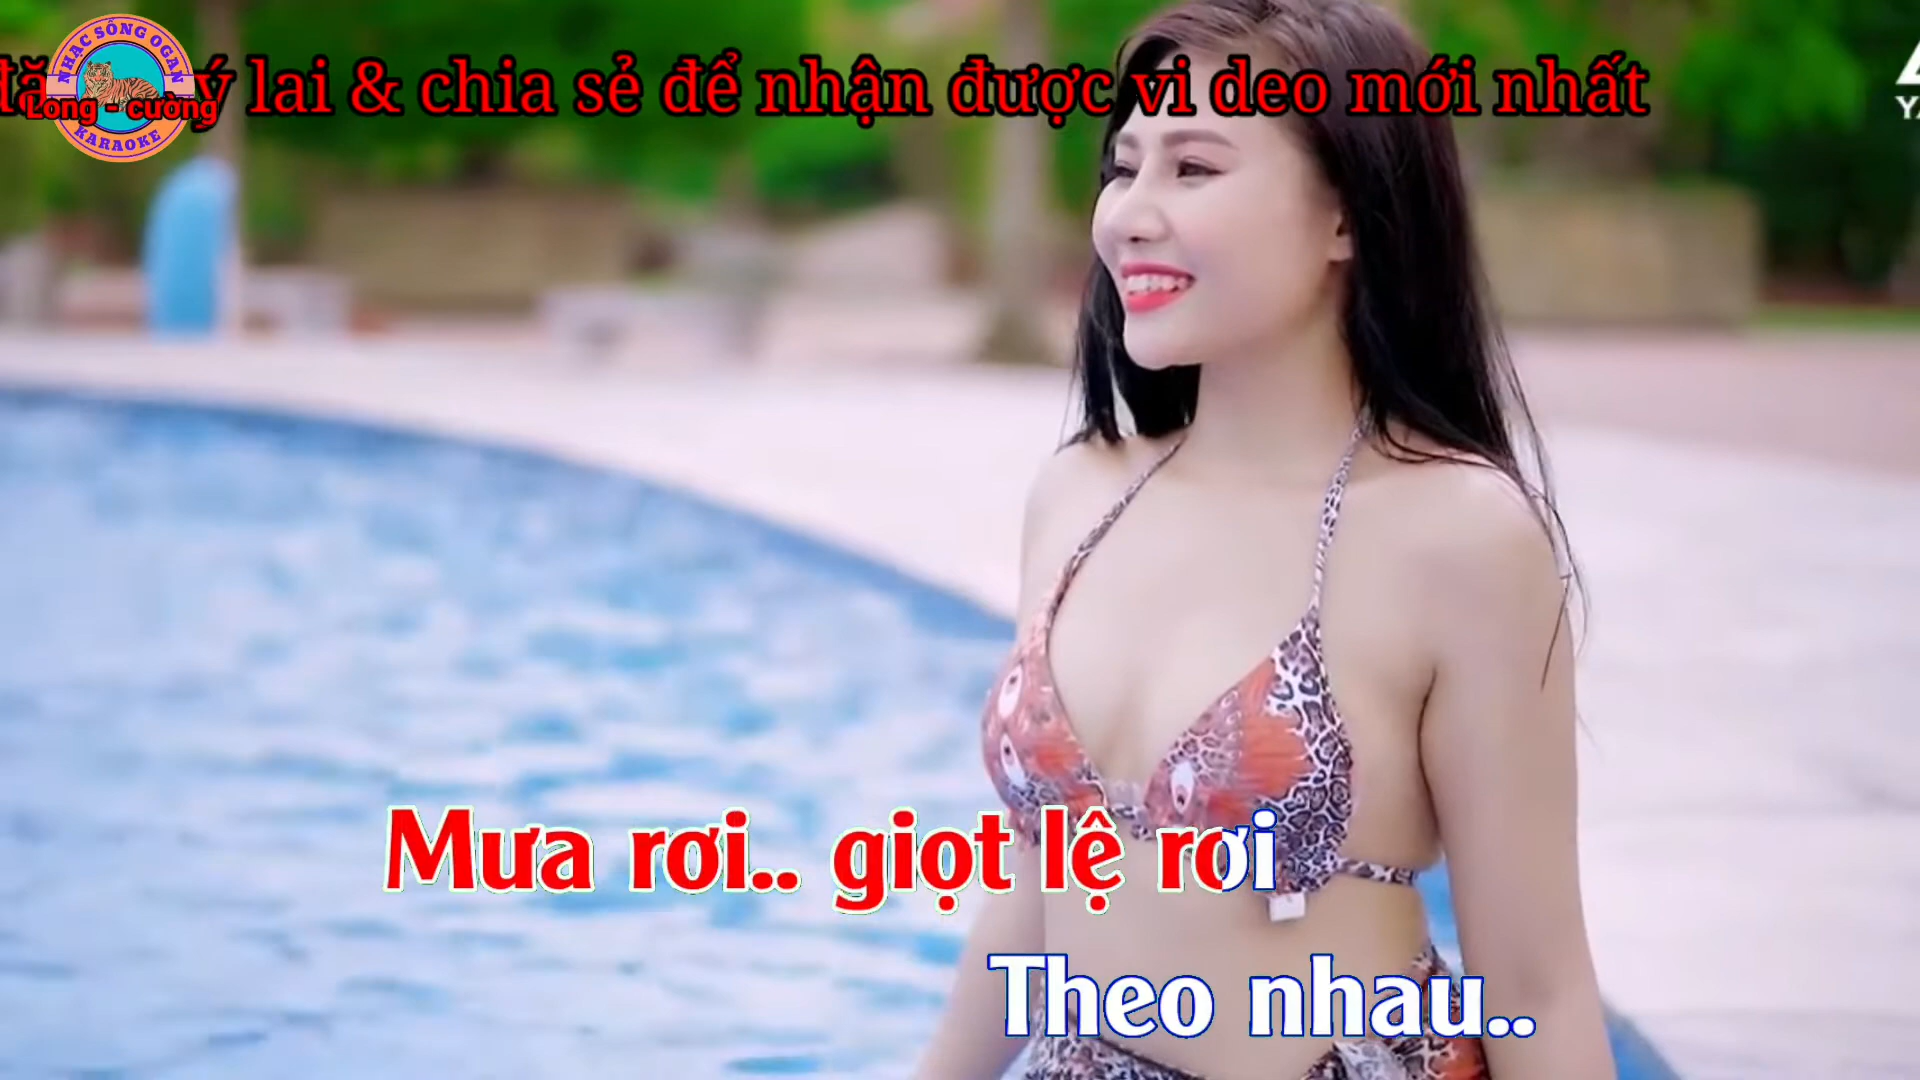 NHẠC SỐNG OGAN
Long - cường
KARAOKE
ý lai & chia sẻ để nhận được vi deo mới nhất
Mưa rơi.. giọt lệ rơi
Theo nhau..